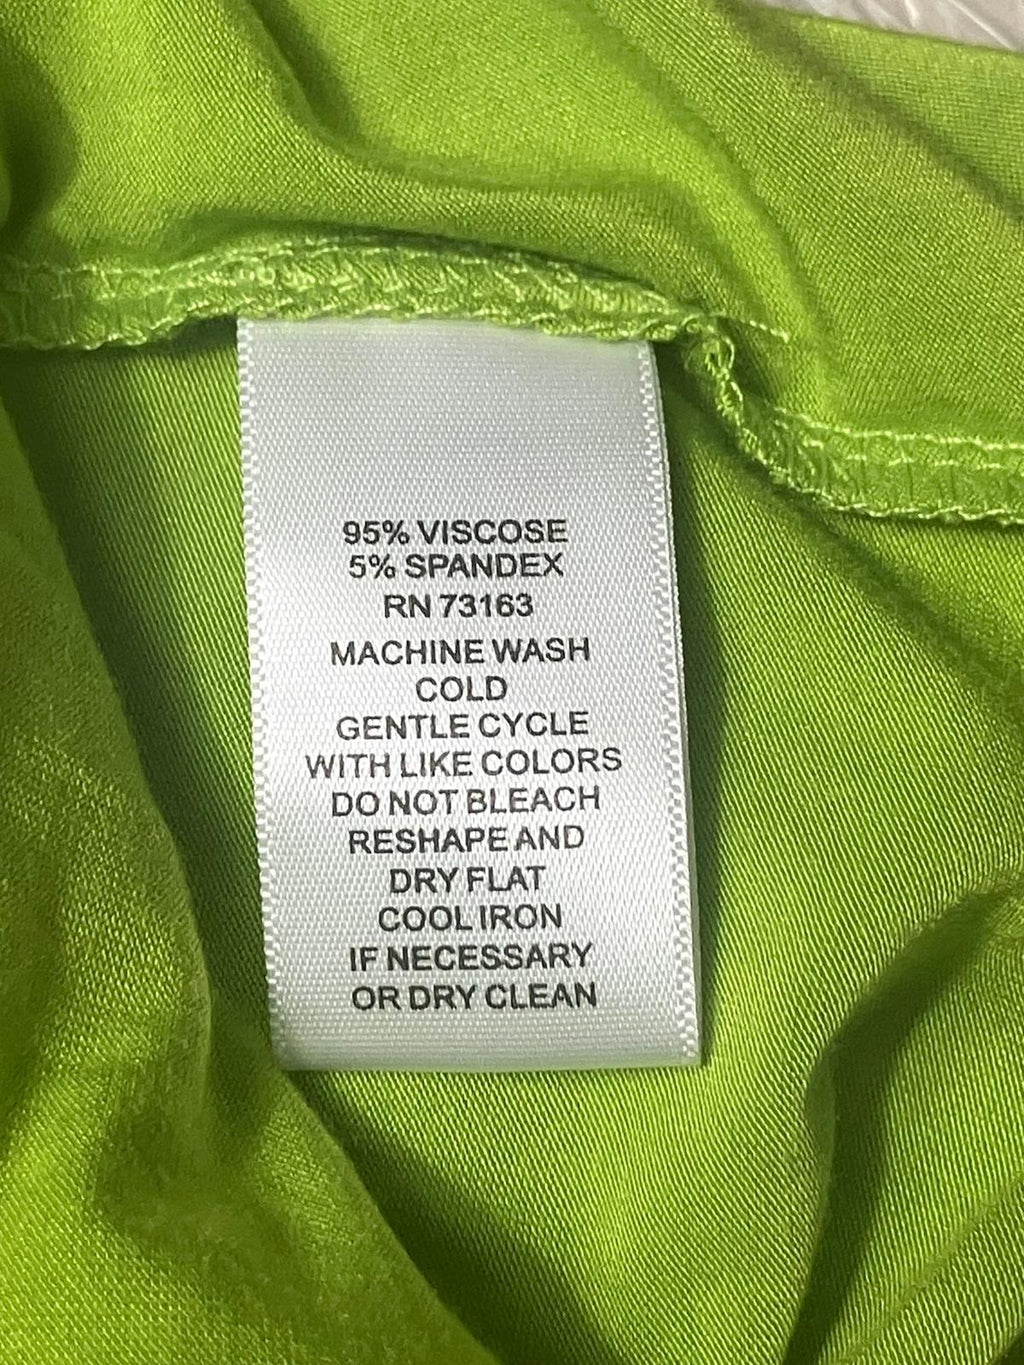 95% VISCOSE
5% SPANDEX
RN 73163
MACHINE WASH
COLD
GENTLE CYCLE
WITH LIKE COLORS
DO NOT BLEACH
RESHAPE AND
DRY FLAT
COOL IRON
IF NECESSARY
OR DRY CLEAN